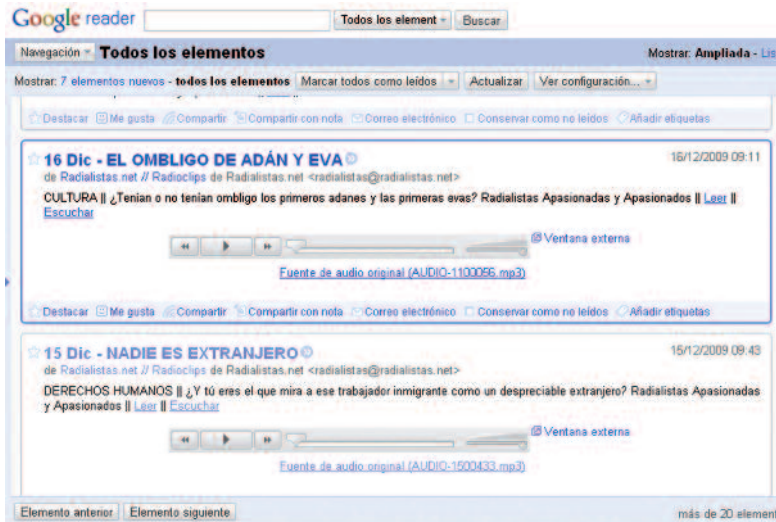 Google reader Todos los element Buscar
Navegación Todos los elementos Mostrar: Ampliada - Lis
Mostrar: 7 elementos nuevos - todos los elementos Marcar todos como leídos Actualizar Ver configuración...
Destacar Me gusta Compartir Compartir con nota Correo electrónico Conservar como no leídos Añadir etiquetas
16 Dic - EL OMBLIGO DE ADÁN Y EVA 16/12/2009 09:11
de Radialistas.net // Radioclips de Radialistas.net <radialistas@radialistas.net>
CULTURA || ¿Tenian o no tenían ombligo los primeros adanes y las primeras evas? Radialistas Apasionadas y Apasionados || Leer ||
Escuchar
Ventana externa
Fuente de audio original (AUDIO-1100056.mp3)
Destacar Me gusta Compartir Compartir con nota Correo electrónico Conservar como no leídos Añadir etiquetas
15 Dic - NADIE ES EXTRANJERO 15/12/2009 09:43
de Radialistas.net // Radioclips de Radialistas.net <radialistas@radialistas.net>
DERECHOS HUMANOS || ¿Y tú eres el que mira a ese trabajador inmigrante como un despreciable extranjero? Radialistas Apasionadas
y Apasionados || Leer || Escuchar
Ventana externa
Fuente de audio original (AUDIO-1500433.mp3)
Elemento anterior Elemento siguiente más de 20 element